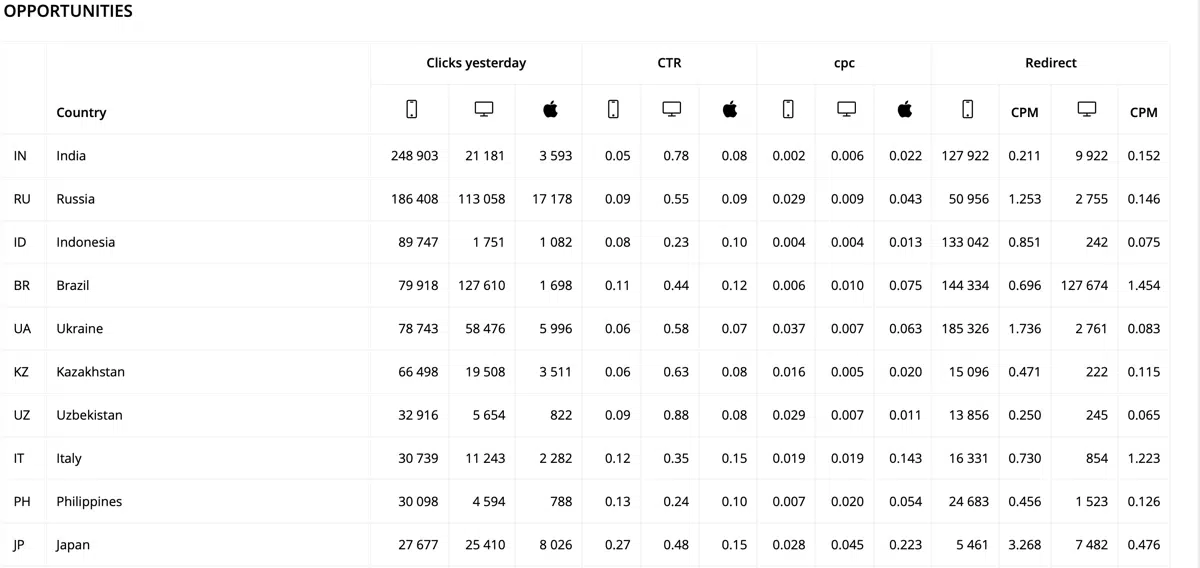 OPPORTUNITIES
Clicks yesterday CTR cpc Redirect
Country CPM CPM
IN India 248 903 21 181 3 593 0.05 0.78 0.08 0.002 0.006 0.022 127 922 0.211 9 922 0.152
RU Russia 186 408 113 058 17 178 0.09 0.55 0.09 0.029 0.009 0.043 50 956 1.253 2 755 0.146
ID Indonesia 89 747 1 751 1 082 0.08 0.23 0.10 0.004 0.004 0.013 133 042 0.851 242 0.075
BR Brazil 79 918 127 610 1 698 0.11 0.44 0.12 0.006 0.010 0.075 144 334 0.696 127 674 1.454
UA Ukraine 78 743 58 476 5 996 0.06 0.58 0.07 0.037 0.007 0.063 185 326 1.736 2 761 0.083
KZ Kazakhstan 66 498 19 508 3 511 0.06 0.63 0.08 0.016 0.005 0.020 15 096 0.471 222 0.115
UZ Uzbekistan 32 916 5 654 822 0.09 0.88 0.08 0.029 0.007 0.011 13 856 0.250 245 0.065
IT Italy 30 739 11 243 2 282 0.12 0.35 0.15 0.019 0.019 0.143 16 331 0.730 854 1.223
PH Philippines 30 098 4 594 788 0.13 0.24 0.10 0.007 0.020 0.054 24 683 0.456 1 523 0.126
JP Japan 27 677 25 410 8 026 0.27 0.48 0.15 0.028 0.045 0.223 5 461 3.268 7 482 0.476